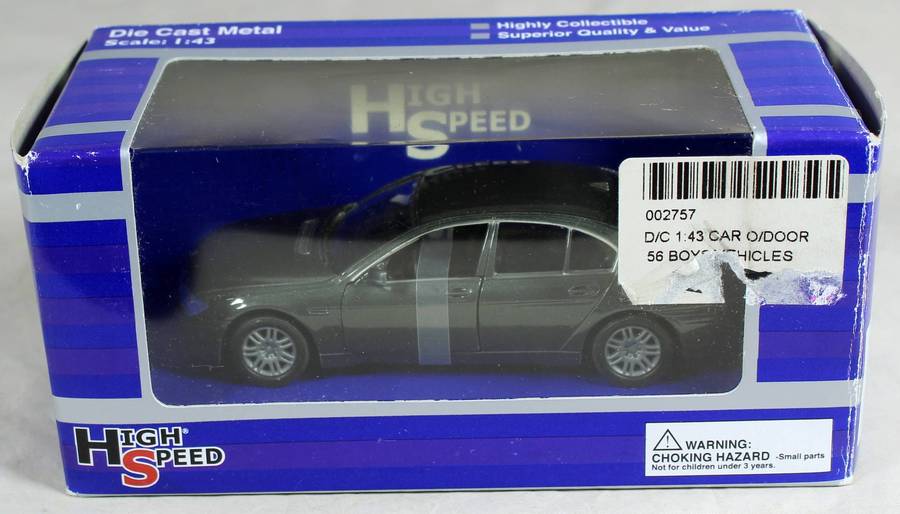 Die Cast Metal
Scale: 1:43
Highly Collectible
Superior Quality & Value
HIGH
SPEED
002757
D/C 1:43 CAR O/DOOR
56 BOYS VEHICLES
HIGH®
SPEED
WARNING:
CHOKING HAZARD -Small parts
Not for children under 3 years.